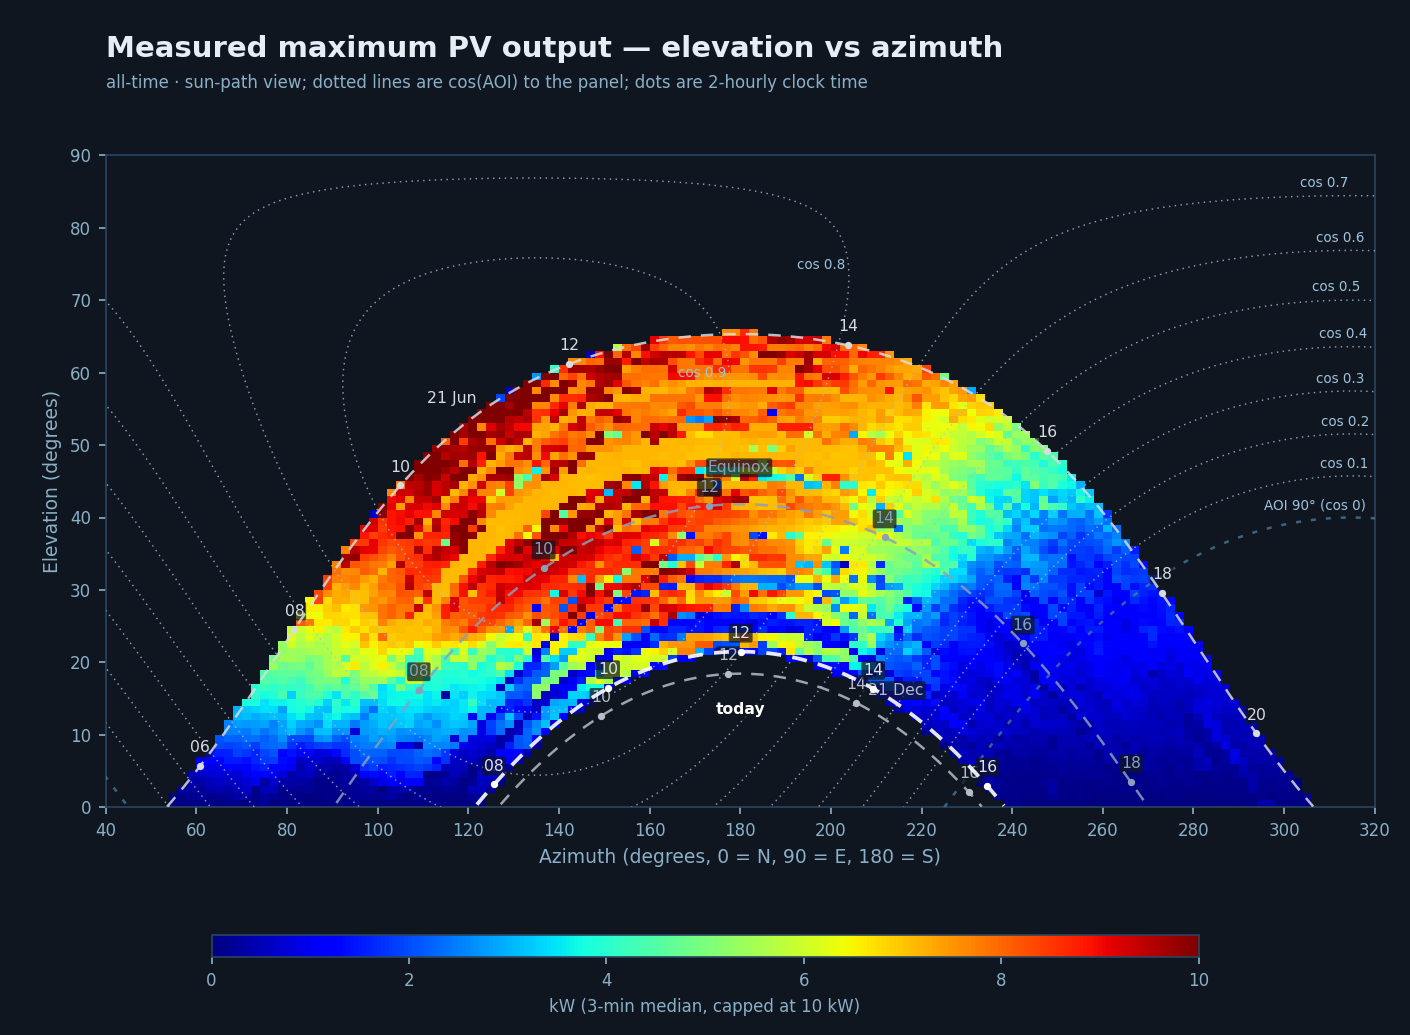 Measured maximum PV output — elevation vs azimuth
all-time · sun-path view; dotted lines are cos(AOI) to the panel; dots are 2-hourly clock time
90
80
70
60
50
40
30
20
10
0
Elevation (degrees)
cos 0.7
cos 0.6
cos 0.8
cos 0.5
cos 0.4
cos 0.9
cos 0.3
cos 0.2
cos 0.1
AOI 90° (cos 0)
21 Jun
06
08
10
12
14
16
18
20
Equinox
08
10
12
14
16
18
08
10
12
14
16
today
10
12
14
16
21 Dec
40
60
80
100
120
140
160
180
200
220
240
260
280
300
320
Azimuth (degrees, 0 = N, 90 = E, 180 = S)
0
2
4
6
8
10
kW (3-min median, capped at 10 kW)